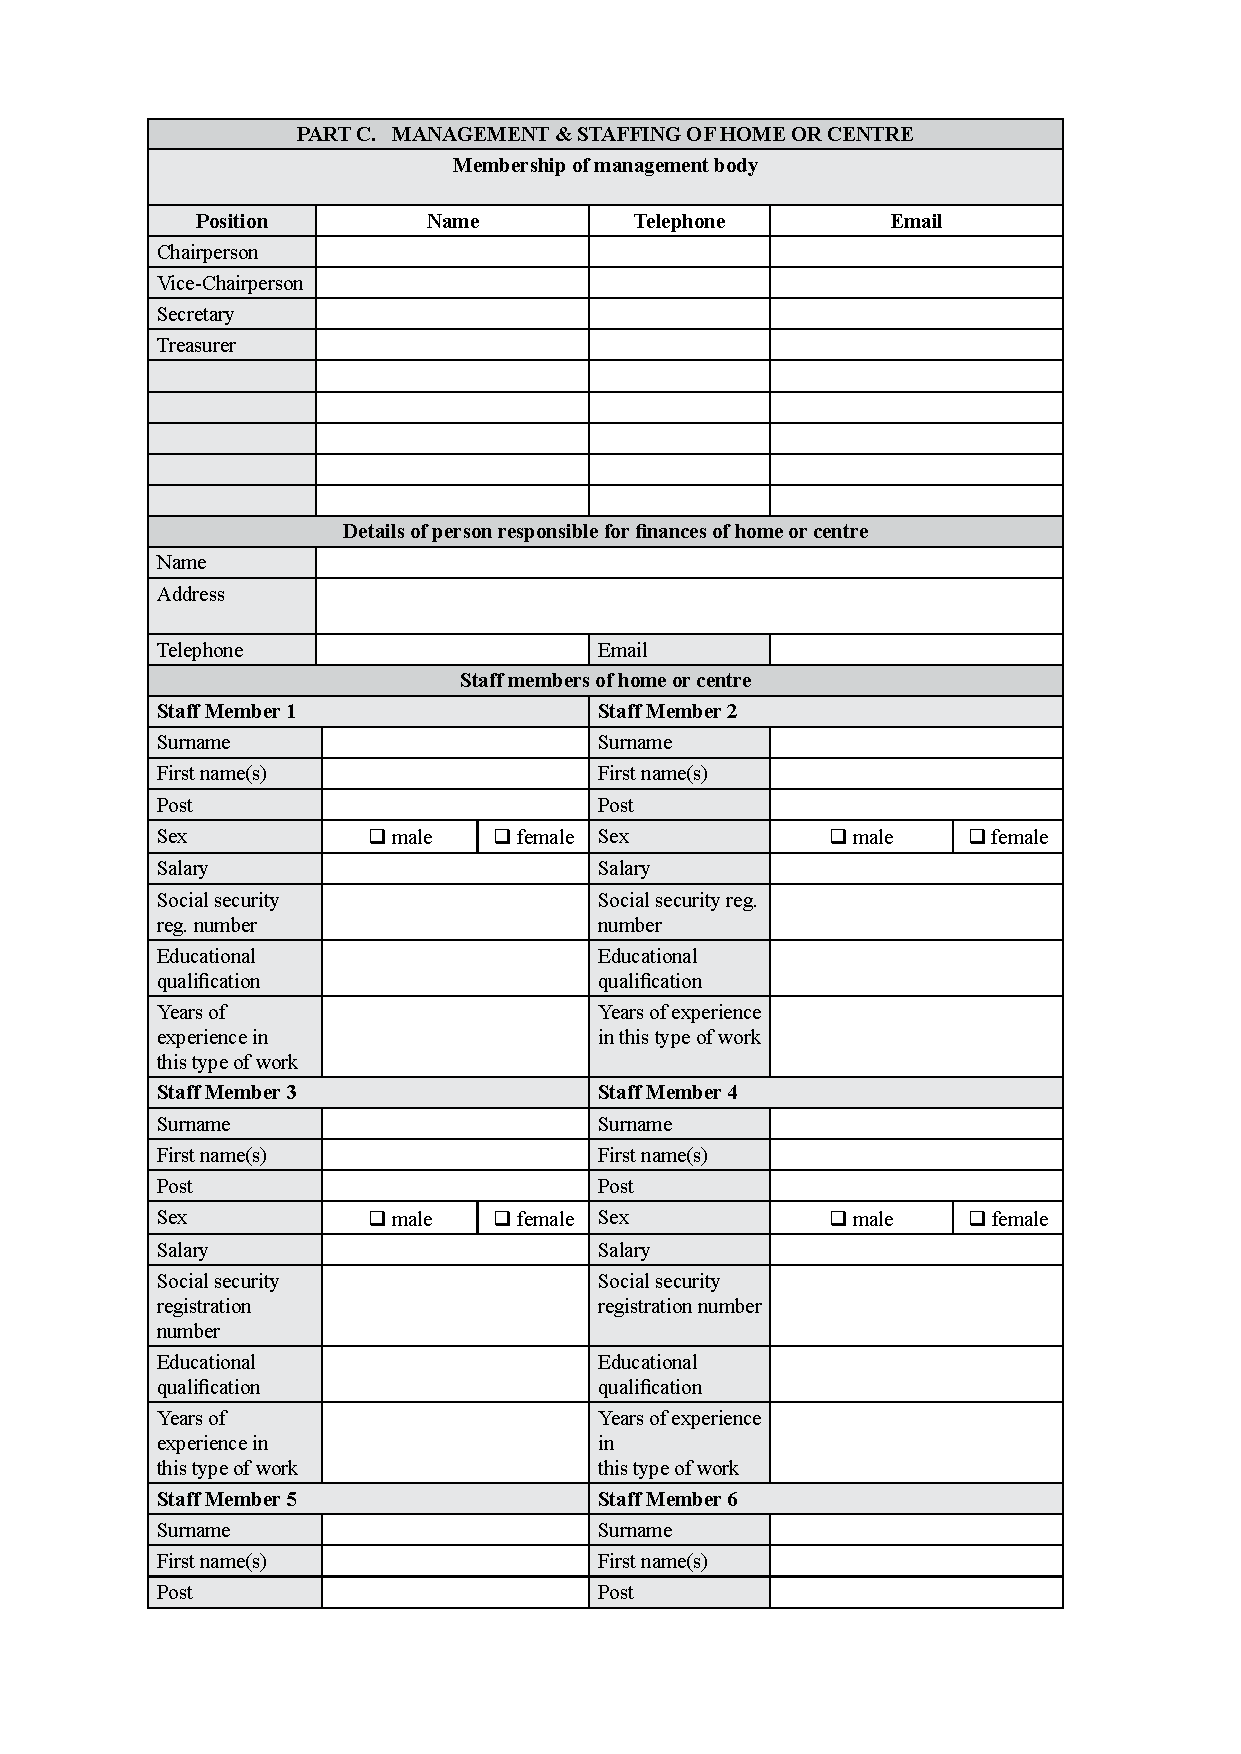 PART C. MANAGEMENT & STAFFING OF HOME OR CENTRE
Membership of management body
Position Name Telephone Email
Chairperson
Vice-Chairperson
Secretary
Treasurer
Details of person responsible for finances of home or centre
Name
Address
Telephone Email
Staff members of home or centre
Staff Member 1 Staff Member 2
Surname Surname
First name(s) First name(s)
Post Post
Sex ❑ male ❑ female Sex ❑ male ❑ female
Salary Salary
Social security Social security reg.
reg. number number
Educational Educational
qualification qualification
Years of Years of experience
experience in in this type of work
this type of work
Staff Member 3 Staff Member 4
Surname Surname
First name(s) First name(s)
Post Post
Sex ❑ male ❑ female Sex ❑ male ❑ female
Salary Salary
Social security Social security
registration registration number
number
Educational Educational
qualification qualification
Years of Years of experience
experience in in
this type of work this type of work
Staff Member 5 Staff Member 6
Surname Surname
First name(s) First name(s)
Post Post